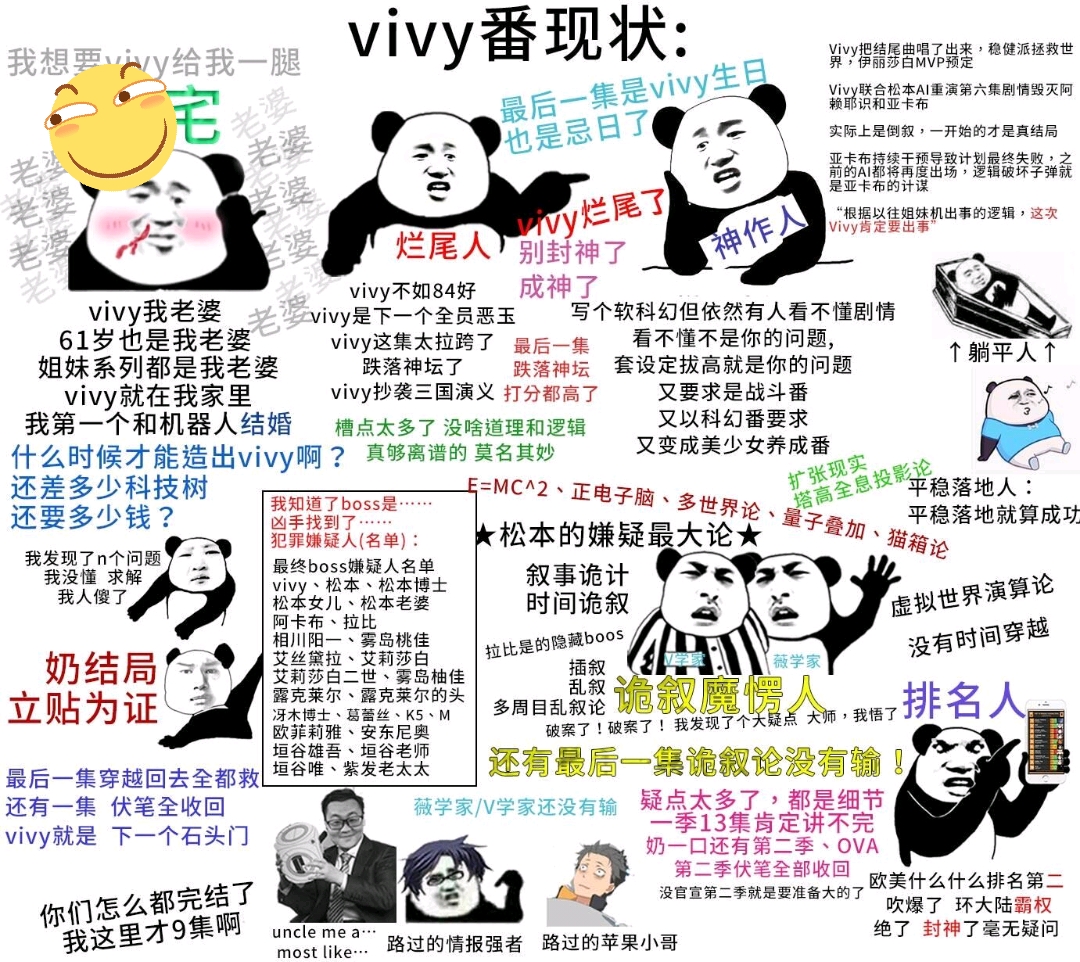 vivy番现状:
我想要vivy给我一腿
宅
老婆
老婆
老婆
老婆
老婆
老婆
老婆
老婆
老婆
老婆
老婆
老婆
vivy我老婆
61岁也是我老婆
姐妹系列都是我老婆
vivy就在我家里
我第一个和机器人结婚
什么时候才能造出vivy啊？
还差多少科技树
还要多少钱？
最后一集是vivy生日
也是忌日了
烂尾人
vivy烂尾了
别封神了
成神了
神作人
vivy不如84好
vivy是下一个全员恶玉
vivy这集太拉跨了
跌落神坛了
vivy抄袭三国演义
最后一集
跌落神坛
打分都高了
槽点太多了 没啥道理和逻辑
真够离谱的 莫名其妙
写个软科幻但依然有人看不懂剧情
看不懂不是你的问题,
套设定拔高就是你的问题
又要求是战斗番
又以科幻番要求
又变成美少女养成番
Vivy把结尾曲唱了出来，稳健派拯救世
界，伊丽莎白MVP预定
Vivy联合松本AI重演第六集剧情毁灭阿
赖耶识和亚卡布
实际上是倒叙，一开始的才是真结局
亚卡布持续干预导致计划最终失败，之
前的AI都将再度出场，逻辑破坏子弹就
是亚卡布的计谋
“根据以往姐妹机出事的逻辑，这次
Vivy肯定要出事”
↑躺平人↑
平稳落地人：
平稳落地就算成功
扩张现实
塔高全息投影论
E=MC^2、正电子脑、多世界论、量子叠加、猫箱论
★松本的嫌疑最大论★
叙事诡计
时间诡叙
拉比是的隐藏boos
插叙
乱叙
多周目乱叙论
V学家
薇学家
虚拟世界演算论
没有时间穿越
诡叙魔愣人
破案了！破案了！ 我发现了个大疑点 大师，我悟了
还有最后一集诡叙论没有输！
我发现了n个问题
我没懂 求解
我人傻了
奶结局
立贴为证
最后一集穿越回去全都救
还有一集 伏笔全收回
vivy就是 下一个石头门
你们怎么都完结了
我这里才9集啊
我知道了boss是……
凶手找到了……
犯罪嫌疑人(名单)：
最终boss嫌疑人名单
vivy、松本、松本博士
松本女儿、松本老婆
阿卡布、拉比
相川阳一、雾岛桃佳
艾丝黛拉、艾莉莎白
艾莉莎白二世、雾岛柚佳
露克莱尔、露克莱尔的头
冴木博士、葛蕾丝、K5、M
欧菲莉雅、安东尼奥
垣谷雄吾、垣谷老师
垣谷唯、紫发老太太
薇学家/V学家还没有输
uncle me a…
most like…
路过的情报强者
路过的苹果小哥
疑点太多了，都是细节
一季13集肯定讲不完
奶一口还有第二季、OVA
第二季伏笔全部收回
没官宣第二季就是要准备大的了
排名人
欧美什么什么排名第二
吹爆了 环大陆霸权
绝了 封神了毫无疑问